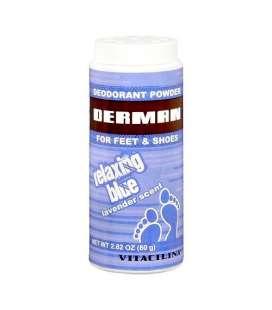 DEODORANT POWDER
DERMAN
FOR FEET & SHOES
relaxing
blue
lavender scent
NET WT 2.82 OZ (80 g)
VITACILINA